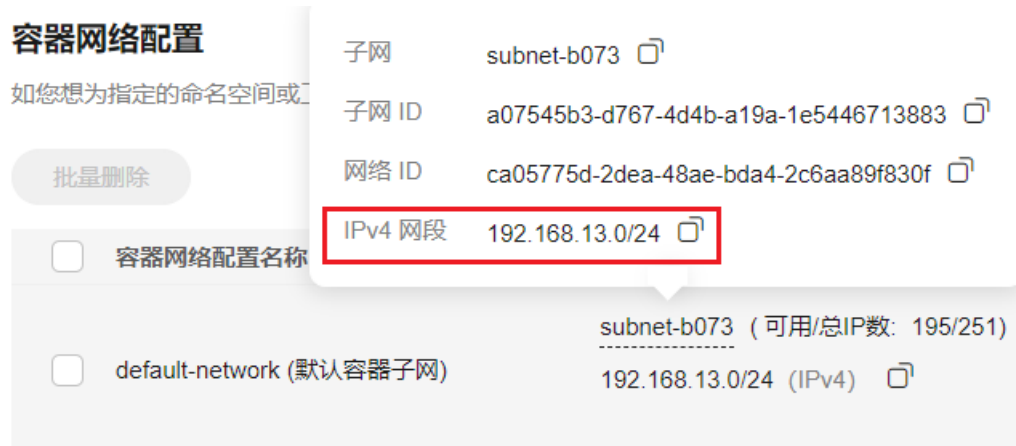 容器网络配置
如您想为指定的命名空间或
批量删除
子网 subnet-b073
子网 ID a07545b3-d767-4d4b-a19a-1e5446713883
网络 ID ca05775d-2dea-48ae-bda4-2c6aa89f830f
IPv4 网段 192.168.13.0/24
容器网络配置名称
default-network (默认容器子网)
subnet-b073 (可用/总IP数: 195/251)
192.168.13.0/24 (IPv4)